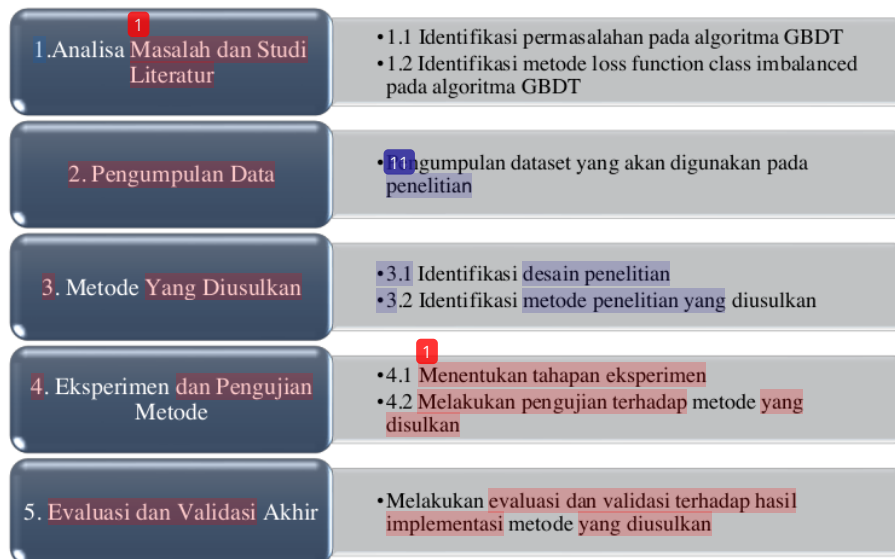 1
1.Analisa Masalah dan Studi
Literatur
•1.1 Identifikasi permasalahan pada algoritma GBDT
•1.2 Identifikasi metode loss function class imbalanced
pada algoritma GBDT
2. Pengumpulan Data
11
•Pengumpulan dataset yang akan digunakan pada
penelitian
3. Metode Yang Diusulkan
•3.1 Identifikasi desain penelitian
•3.2 Identifikasi metode penelitian yang diusulkan
4. Eksperimen dan Pengujian
Metode
1
•4.1 Menentukan tahapan eksperimen
•4.2 Melakukan pengujian terhadap metode yang
disulkan
5. Evaluasi dan Validasi Akhir
•Melakukan evaluasi dan validasi terhadap hasil
implementasi metode yang diusulkan